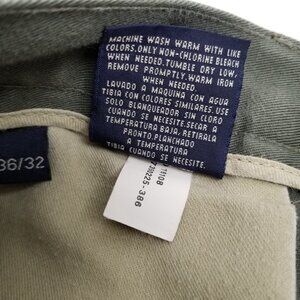 MACHINE WASH WARM WITH LIKE
COLORS.ONLY NON-CHLORINE BLEACH
WHEN NEEDED.TUMBLE DRY LOW,
REMOVE PROMPTLY.WARM IRON
WHEN NEEDED.
LAVADO A MAQUINA CON AGUA
TIBIA CON COLORES SIMILARES.USE
SOLO BLANQUEADOR SIN CLORO
CUANDO SE NECESITE.SECAR A
TEMPERATURA BAJA,RETIRALA
PRONTO.PLANCHADO
TIBIA CUANDO SE NECESITE.
36/32
730225-386